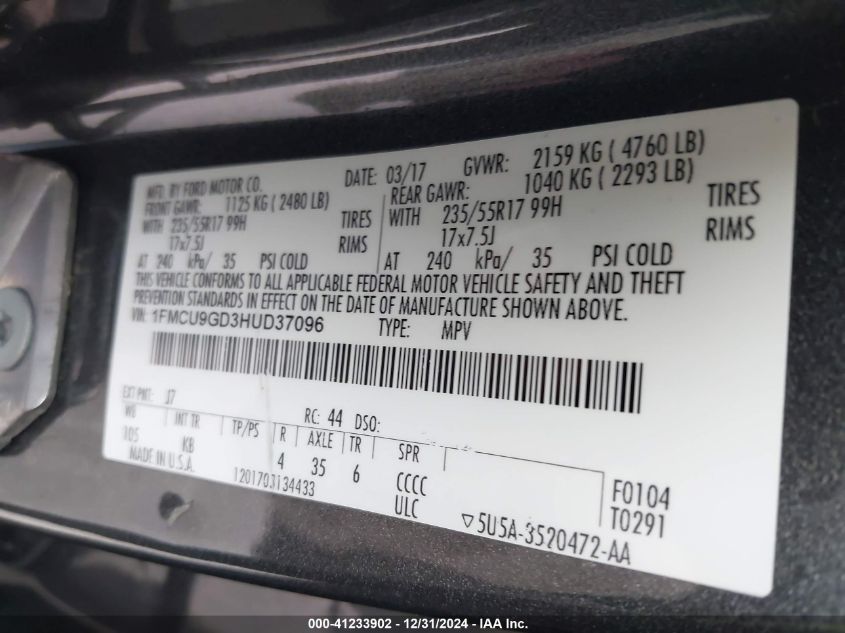 MFD. BY FORD MOTOR CO. DATE: 03/17 GVWR: 2159 KG ( 4760 LB)
FRONT GAWR: 1125 KG ( 2480 LB) REAR GAWR: 1040 KG ( 2293 LB)
WITH 235/55R17 99H TIRES WITH 235/55R17 99H TIRES
17x7.5J RIMS 17x7.5J RIMS
AT 240 kPa/ 35 PSI COLD AT 240 kPa/ 35 PSI COLD
THIS VEHICLE CONFORMS TO ALL APPLICABLE FEDERAL MOTOR VEHICLE SAFETY AND THEFT
PREVENTION STANDARDS IN EFFECT ON THE DATE OF MANUFACTURE SHOWN ABOVE.
VIN: 1FMCU9GD3HUD37096 TYPE: MPV
EXT PNT: J7 RC: 44 DSO:
WB INT TR TP/PS R AXLE TR SPR
105 KB 4 35 6 CCCC
MADE IN U.S.A. 1201703134433 ULC
F0104
T0291
▽5U5A-3520472-AA
000-41233902 - 12/31/2024 - IAA Inc.